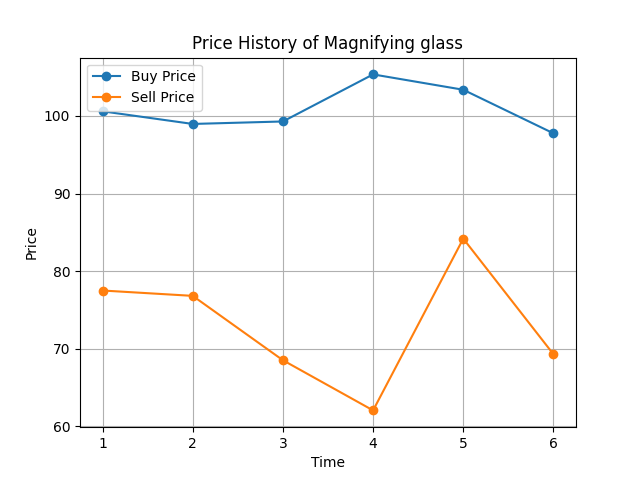 Price History of Magnifying glass
Buy Price
Sell Price
100
90
80
70
60
Price
1 2 3 4 5 6
Time